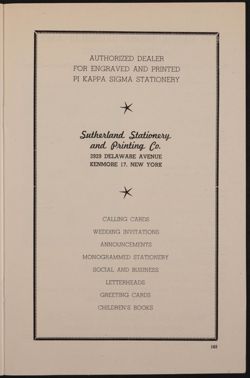 AUTHORIZED DEALER
FOR ENGRAVED AND PRINTED
PI KAPPA SIGMA STATIONERY
Sutherland Stationery
and Printing Co.
2929 DELAWARE AVENUE
KENMORE 17, NEW YORK
CALLING CARDS
WEDDING INVITATIONS
ANNOUNCEMENTS
MONOGRAMMED STATIONERY
SOCIAL AND BUSINESS
LETTERHEADS
GREETING CARDS
CHILDREN'S BOOKS